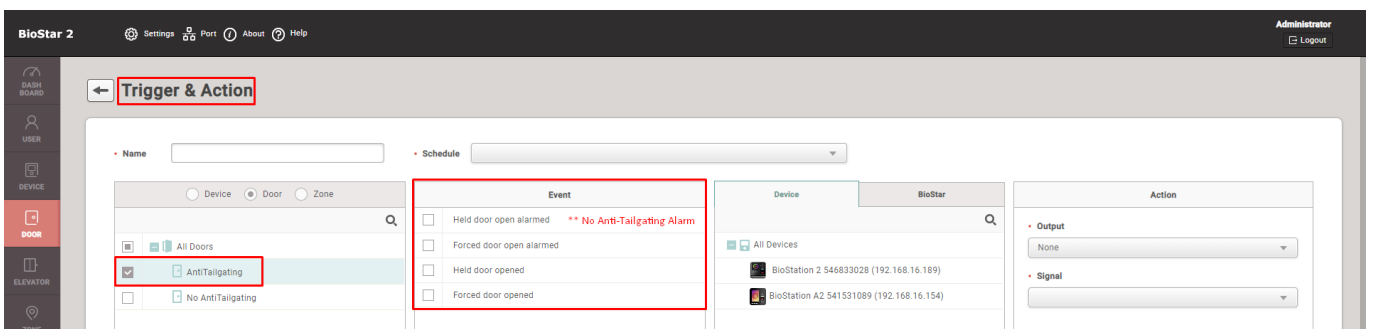 BioStar 2
Settings Port About Help
Administrator
Logout
DASH
BOARD
USER
DEVICE
DOOR
ELEVATOR
ZONE
Trigger & Action
• Name
• Schedule
Device Door Zone
All Doors
AntiTailgating
No AntiTailgating
Event
Held door open alarmed ** No Anti-Tailgating Alarm
Forced door open alarmed
Held door opened
Forced door opened
Device BioStar
All Devices
BioStation 2 546833028 (192.168.16.189)
BioStation A2 541531089 (192.168.16.154)
Action
• Output
None
• Signal